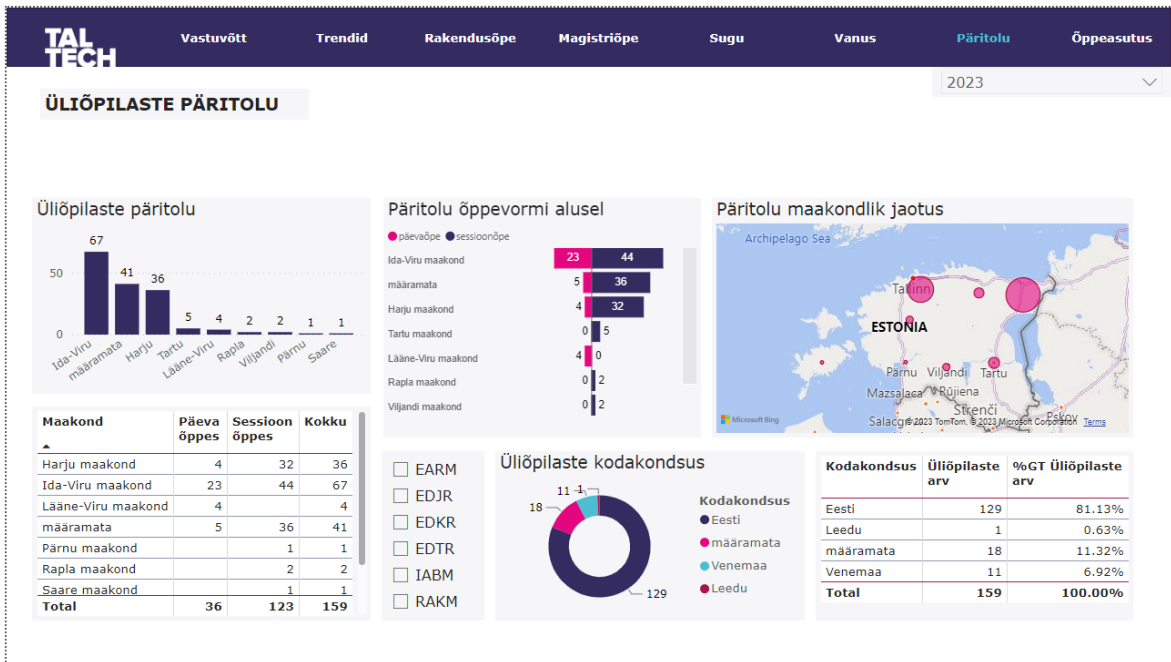 TAL
TECH
Vastuvõtt Trendid Rakendusõpe Magistriõpe Sugu Vanus Päritolu Õppeasutus
2023
ÜLIÕPILASTE PÄRITOLU
Üliõpilaste päritolu
67
41
36
5
4
2
2
1
1
50
0
Ida-Viru
määramata
Harju
Tartu
Lääne-Viru
Rapla
Viljandi
Pärnu
Saare
Päritolu õppevormi alusel
päevaõpe sessioonõpe
Ida-Viru maakond 23 44
määramata 5 36
Harju maakond 4 32
Tartu maakond 0 5
Lääne-Viru maakond 4 0
Rapla maakond 0 2
Viljandi maakond 0 2
Päritolu maakondlik jaotus
Archipelago Sea
Tallinn
ESTONIA
Pärnu Viljandi Tartu
Mazsalaca Rūjiena
Strenči
Pskov
Microsoft Bing
© 2023 TomTom, © 2023 Microsoft Corporation Terms
Maakond Päeva õppes Sessioon õppes Kokku
Harju maakond 4 32 36
Ida-Viru maakond 23 44 67
Lääne-Viru maakond 4 4
määramata 5 36 41
Pärnu maakond 1 1
Rapla maakond 2 2
Saare maakond 1 1
Total 36 123 159
EARM
EDJR
EDKR
EDTR
IABM
RAKM
Üliõpilaste kodakondsus
11 1
18
129
Kodakondsus
Eesti
määramata
Venemaa
Leedu
Kodakondsus Üliõpilaste arv %GT Üliõpilaste arv
Eesti 129 81.13%
Leedu 1 0.63%
määramata 18 11.32%
Venemaa 11 6.92%
Total 159 100.00%